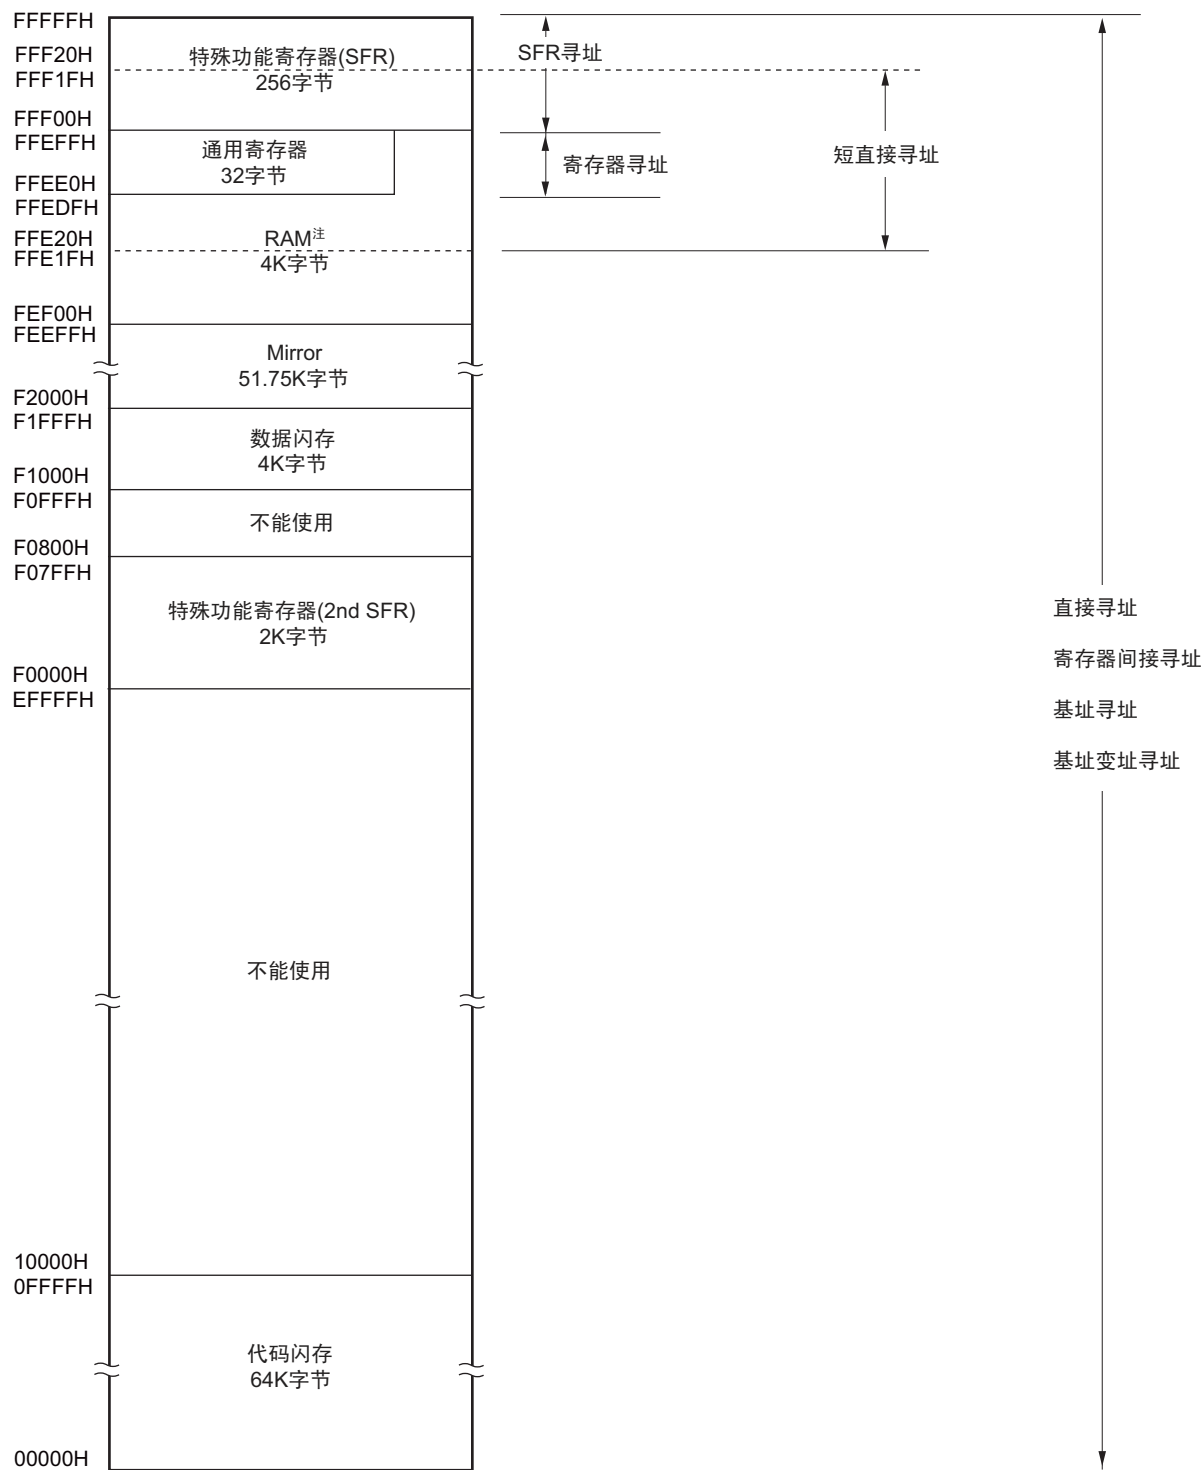 FFFFFH
FFF20H
FFF1FH
特殊功能寄存器(SFR)
256字节
SFR寻址
FFF00H
FFEFFH
通用寄存器
32字节
寄存器寻址
短直接寻址
FFEE0H
FFEDFH
FFE20H
FFE1FH
RAM注
4K字节
FEF00H
FEEFFH
Mirror
51.75K字节
F2000H
F1FFFH
数据闪存
4K字节
F1000H
F0FFFH
不能使用
F0800H
F07FFH
特殊功能寄存器(2nd SFR)
2K字节
直接寻址
寄存器间接寻址
基址寻址
基址变址寻址
F0000H
EFFFFH
不能使用
10000H
0FFFFH
代码闪存
64K字节
00000H